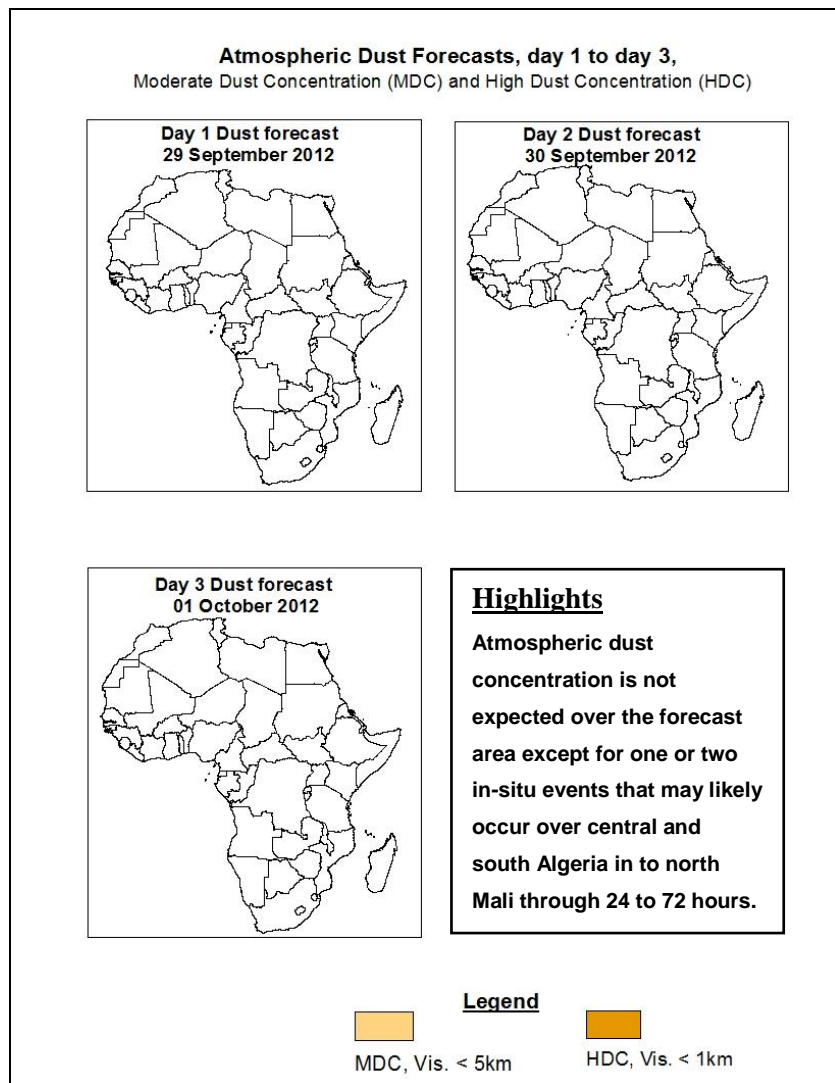 Atmospheric Dust Forecasts, day 1 to day 3,
Moderate Dust Concentration (MDC) and High Dust Concentration (HDC)
Day 1 Dust forecast
29 September 2012
Day 2 Dust forecast
30 September 2012
Day 3 Dust forecast
01 October 2012
Highlights
Atmospheric dust
concentration is not
expected over the forecast
area except for one or two
in-situ events that may likely
occur over central and
south Algeria in to north
Mali through 24 to 72 hours.
Legend
MDC, Vis. < 5km
HDC, Vis. < 1km